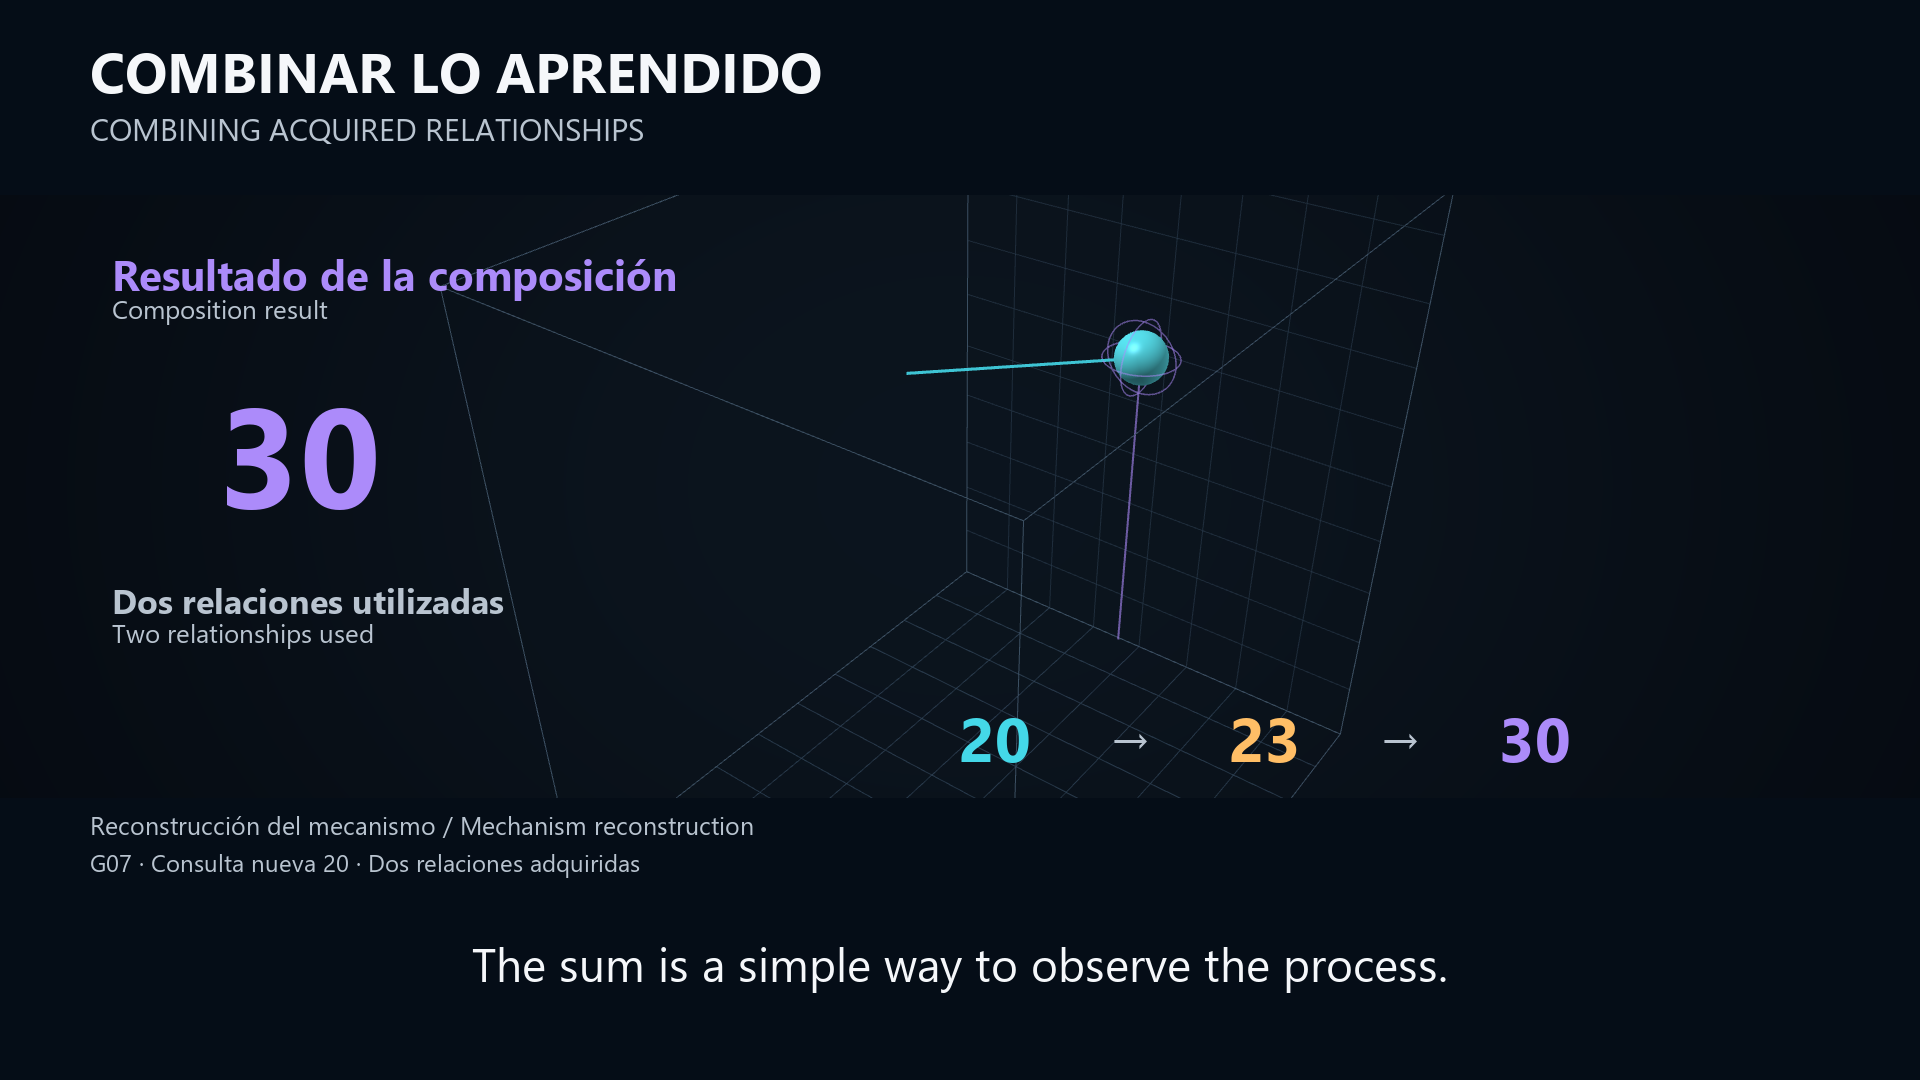 COMBINAR LO APRENDIDO
COMBINING ACQUIRED RELATIONSHIPS
Resultado de la composición
Composition result
30
Dos relaciones utilizadas
Two relationships used
20 → 23 → 30
Reconstrucción del mecanismo / Mechanism reconstruction
G07 · Consulta nueva 20 · Dos relaciones adquiridas
The sum is a simple way to observe the process.